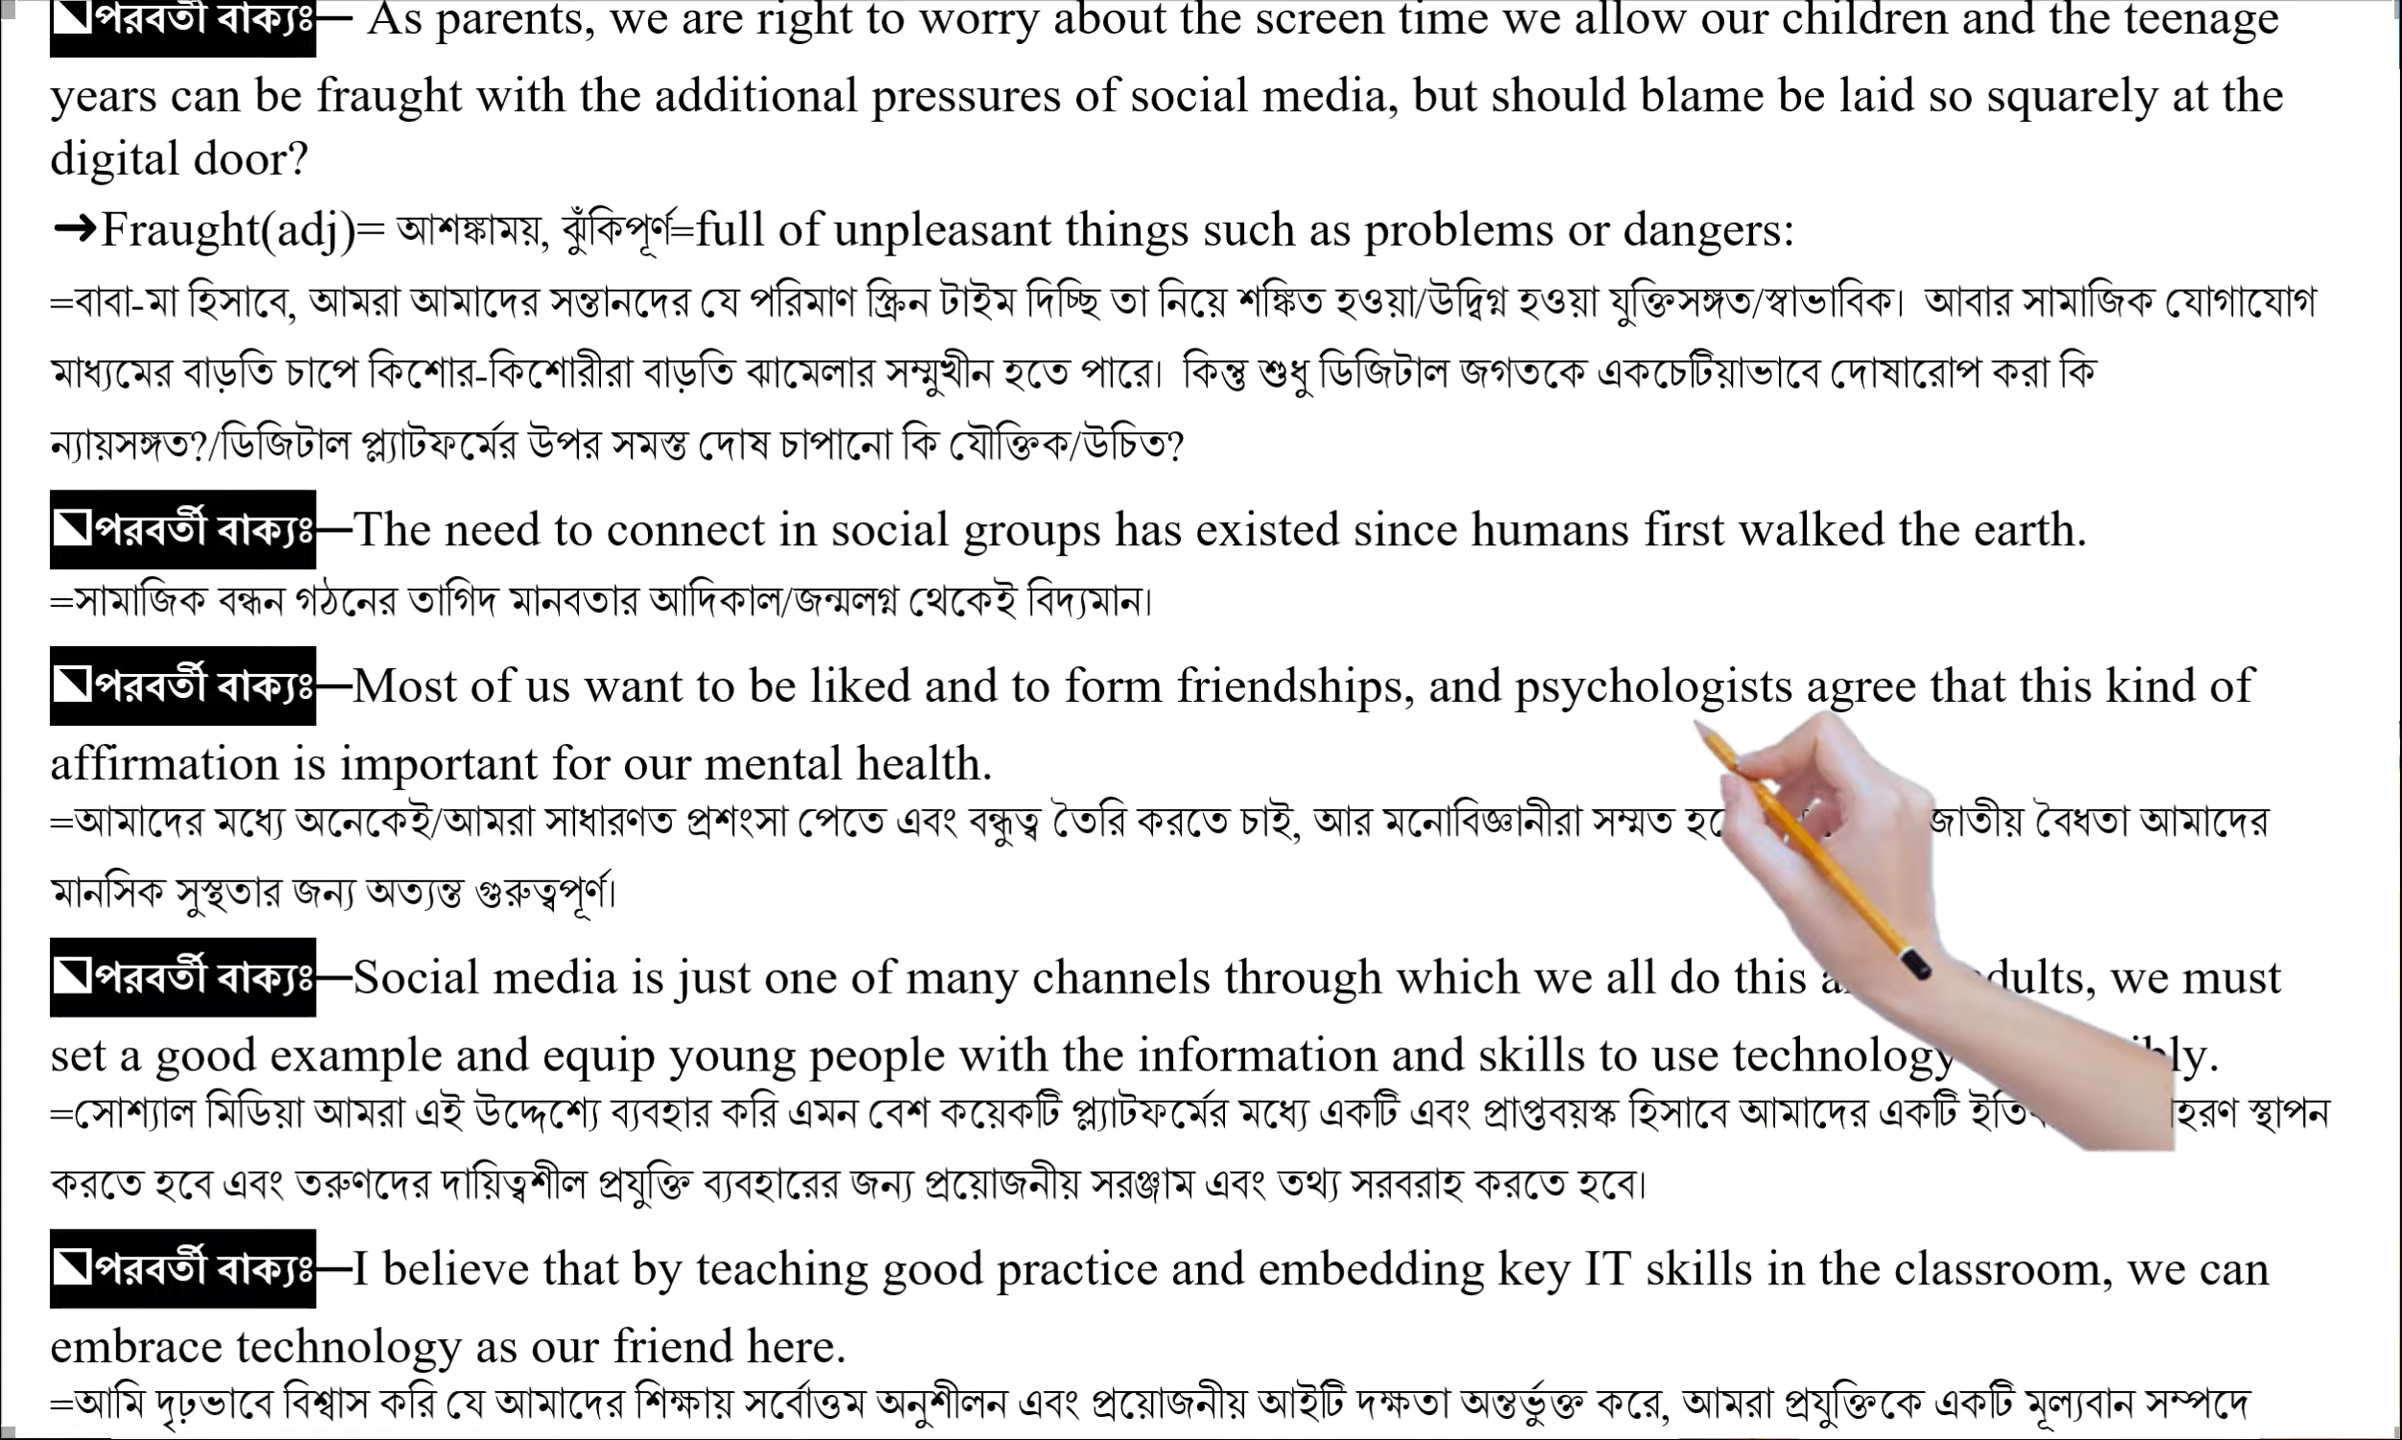 পরবর্তী বাক্যঃ— As parents, we are right to worry about the screen time we allow our children and the teenage
years can be fraught with the additional pressures of social media, but should blame be laid so squarely at the
digital door?
➜Fraught(adj)= আশঙ্কাময়, ঝুঁকিপূর্ণ=full of unpleasant things such as problems or dangers:
=বাবা-মা হিসাবে, আমরা আমাদের সন্তানদের যে পরিমাণ স্ক্রিন টাইম দিচ্ছি তা নিয়ে শঙ্কিত হওয়া/উদ্বিগ্ন হওয়া যুক্তিসঙ্গত/স্বাভাবিক। আবার সামাজিক যোগাযোগ
মাধ্যমের বাড়তি চাপে কিশোর-কিশোরীরা বাড়তি ঝামেলার সম্মুখীন হতে পারে। কিন্তু শুধু ডিজিটাল জগতকে একচেটিয়াভাবে দোষারোপ করা কি
ন্যায়সঙ্গত?/ডিজিটাল প্ল্যাটফর্মের উপর সমস্ত দোষ চাপানো কি যৌক্তিক/উচিত?
পরবর্তী বাক্যঃ—The need to connect in social groups has existed since humans first walked the earth.
=সামাজিক বন্ধন গঠনের তাগিদ মানবতার আদিকাল/জন্মলগ্ন থেকেই বিদ্যমান।
পরবর্তী বাক্যঃ—Most of us want to be liked and to form friendships, and psychologists agree that this kind of
affirmation is important for our mental health.
=আমাদের মধ্যে অনেকেই/আমরা সাধারণত প্রশংসা পেতে এবং বন্ধুত্ব তৈরি করতে চাই, আর মনোবিজ্ঞানীরা সম্মত জাতীয় বৈধতা আমাদের
মানসিক সুস্থতার জন্য অত্যন্ত গুরুত্বপূর্ণ।
পরবর্তী বাক্যঃ—Social media is just one of many channels through which we all do this adults, we must
set a good example and equip young people with the information and skills to use technology
=সোশ্যাল মিডিয়া আমরা এই উদ্দেশ্যে ব্যবহার করি এমন বেশ কয়েকটি প্ল্যাটফর্মের মধ্যে একটি এবং প্রাপ্তবয়স্ক হিসাবে আমাদের একটি স্থাপন
করতে হবে এবং তরুণদের দায়িত্বশীল প্রযুক্তি ব্যবহারের জন্য প্রয়োজনীয় সরঞ্জাম এবং তথ্য সরবরাহ করতে হবে।
পরবর্তী বাক্যঃ—I believe that by teaching good practice and embedding key IT skills in the classroom, we can
embrace technology as our friend here.
=আমি দৃঢ়ভাবে বিশ্বাস করি যে আমাদের শিক্ষায় সর্বোত্তম অনুশীলন এবং প্রয়োজনীয় আইটি দক্ষতা অন্তর্ভুক্ত করে, আমরা প্রযুক্তিকে একটি মূল্যবান সম্পদে